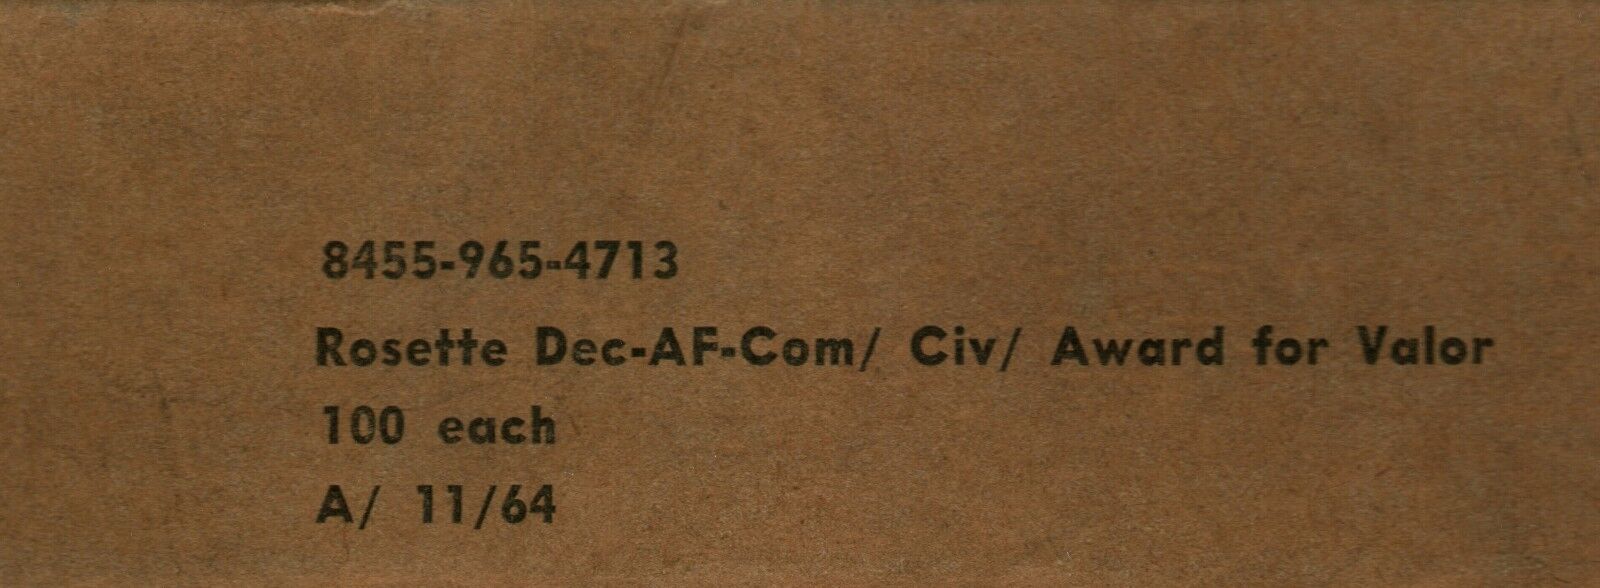 8455-965-4713
Rosette Dec-AF-Com/ Civ/ Award for Valor
100 each
A/ 11/64